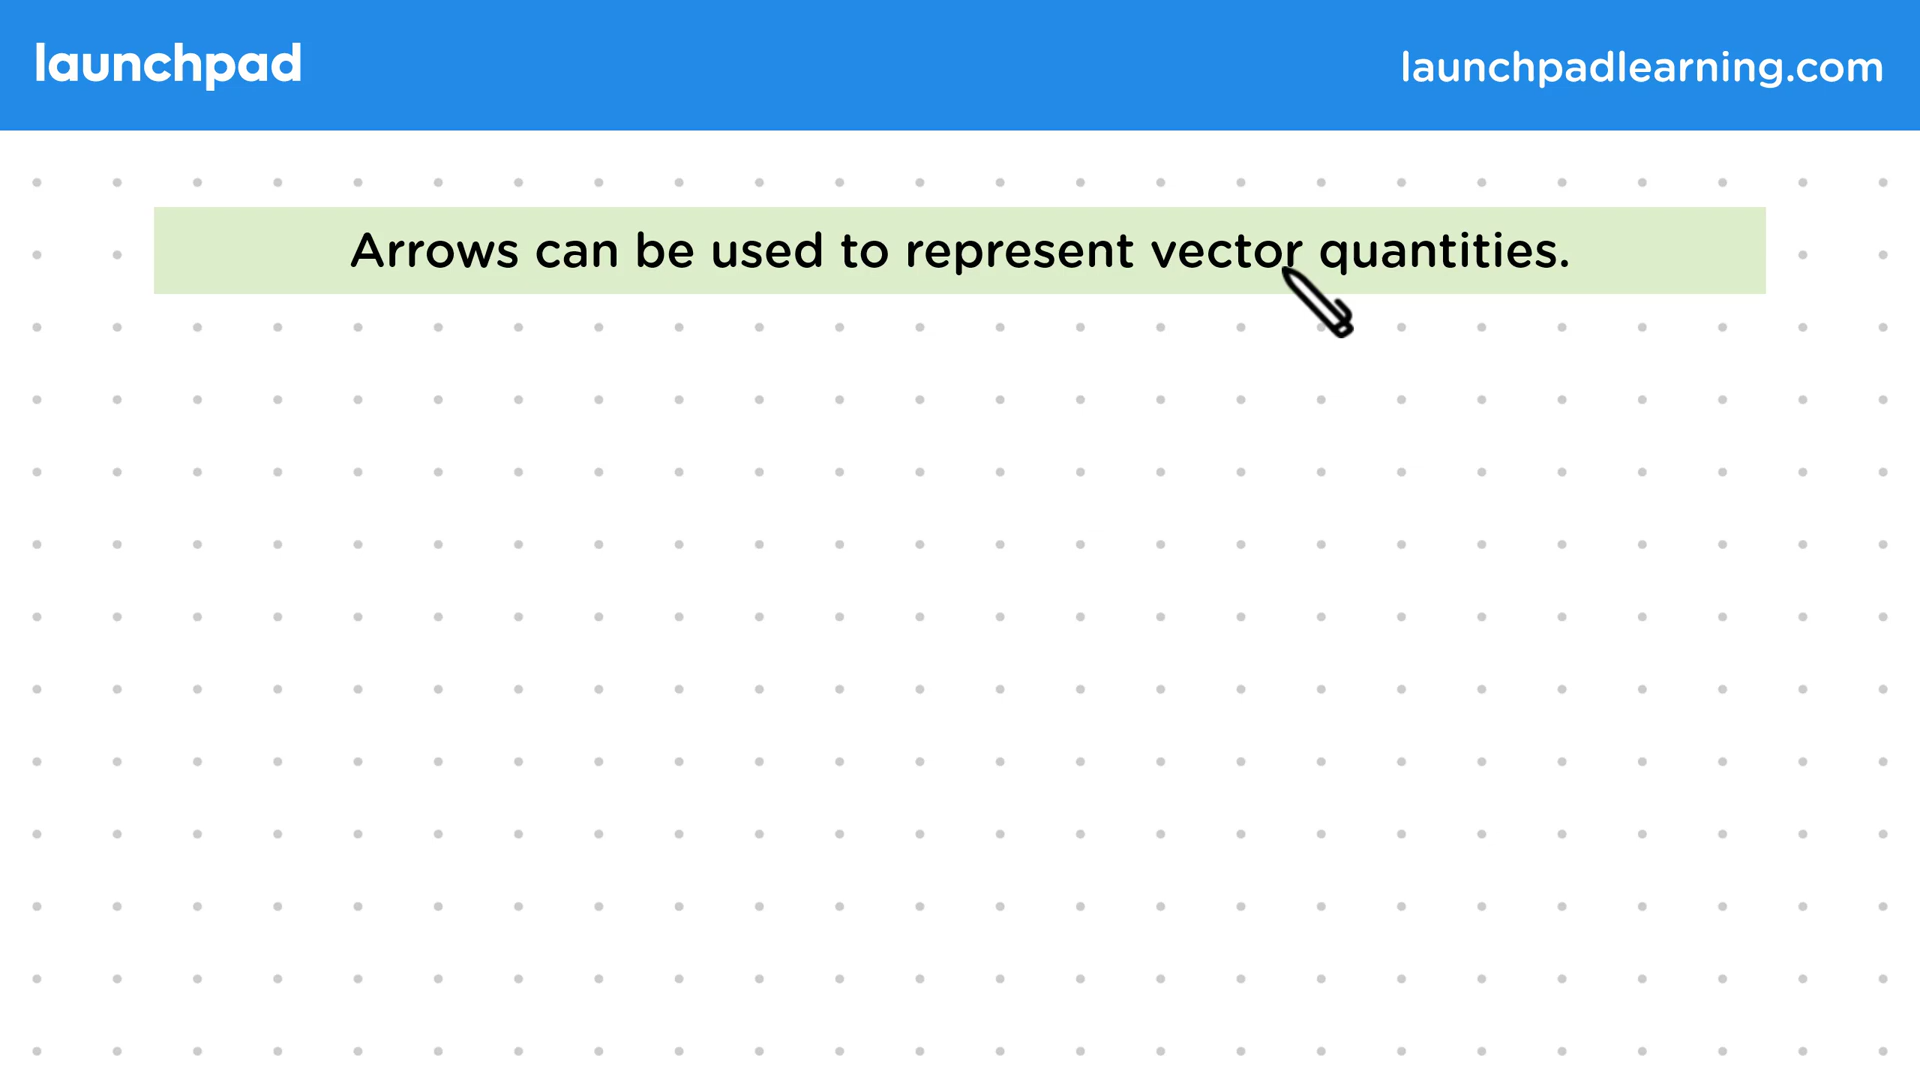 launchpad
launchpadlearning.com
Arrows can be used to represent vector quantities.